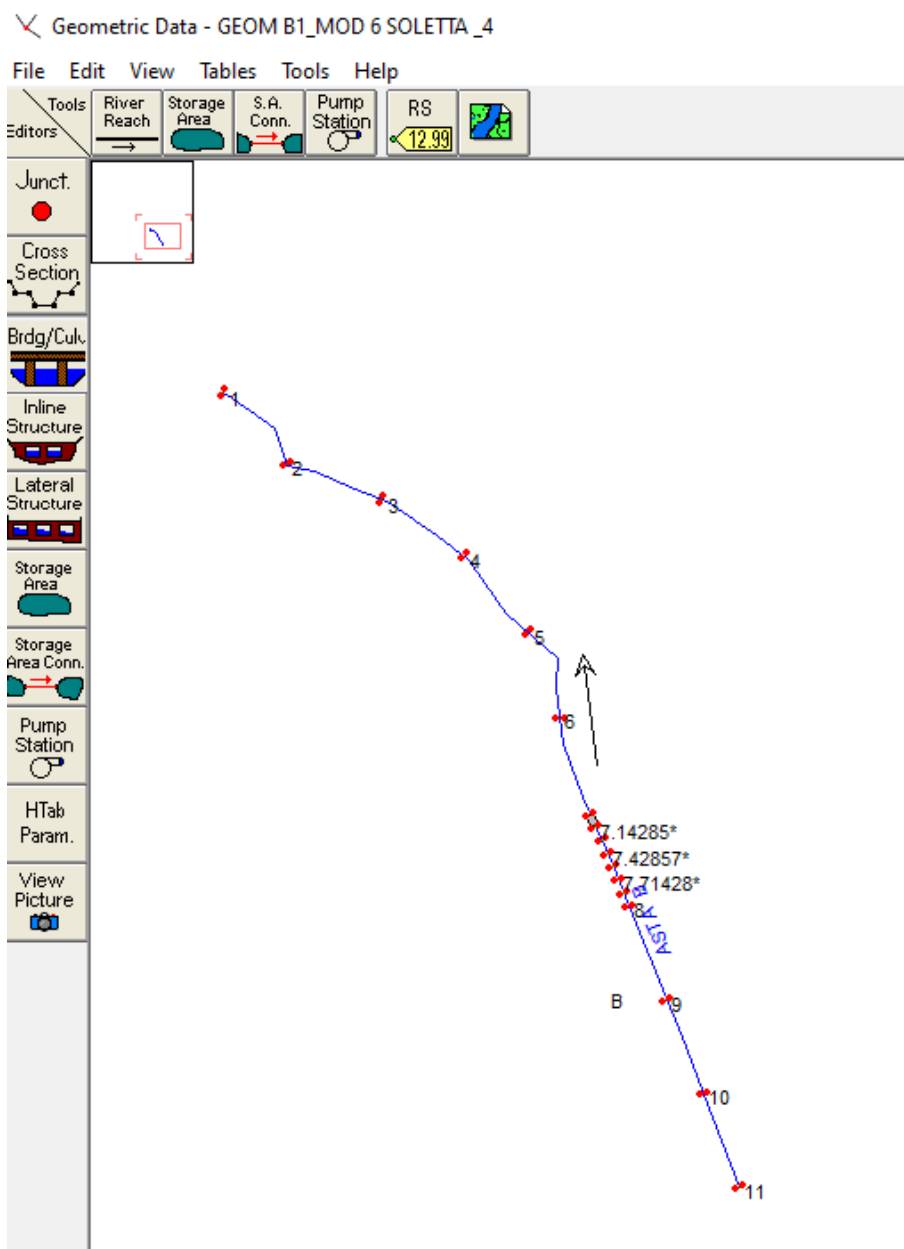 Geometric Data - GEOM B1_MOD 6 SOLETTA _4
File Edit View Tools Help
Tools
Editors
River
Reach
Storage
Area
S.A.
Conn.
Pump
Station
RS
12.99
Junct.
Cross
Section
Brdg/Culv
Inline
Structure
Lateral
Structure
Storage
Area
Storage
Area Conn.
Pump
Station
HTab
Param.
View
Picture
1
2
3
4
5
6
7.14285*
7.42857*
7.71428*
8
ASTA B
B
9
10
11